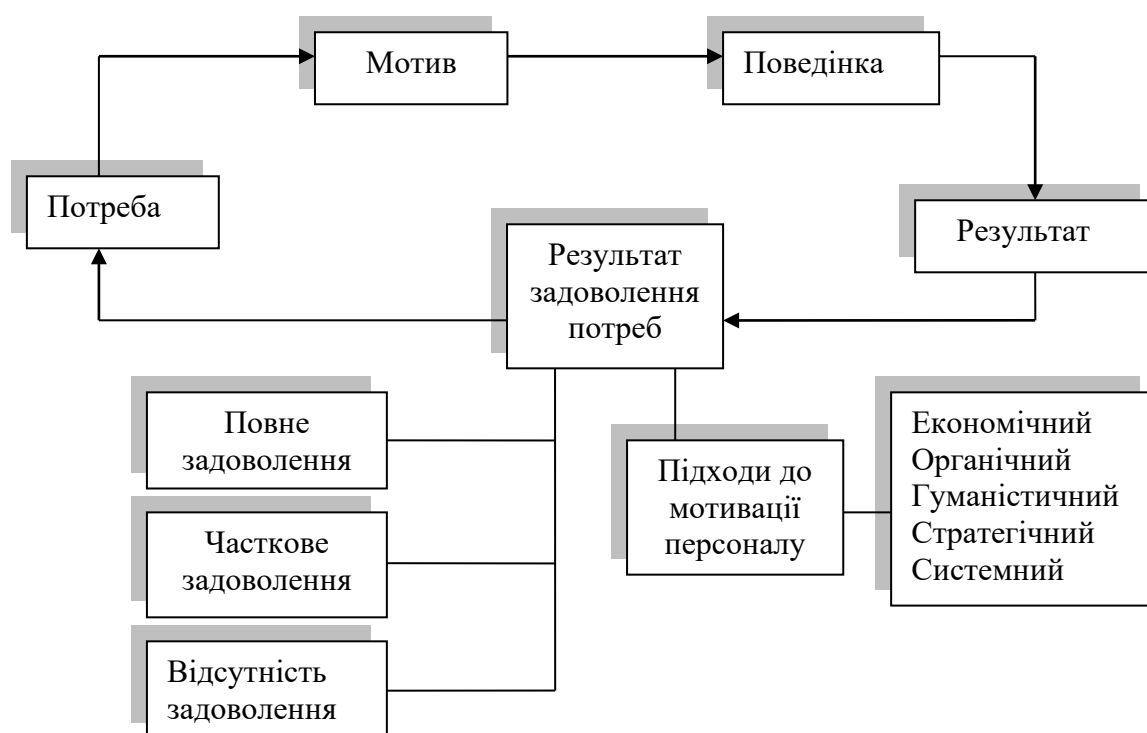 Мотив
Поведінка
Потреба
Результат
Результат
задоволення
потреб
Повне
задоволення
Часткове
задоволення
Відсутність
задоволення
Підходи до
мотивації
персоналу
Економічний
Органічний
Гуманістичний
Стратегічний
Системний